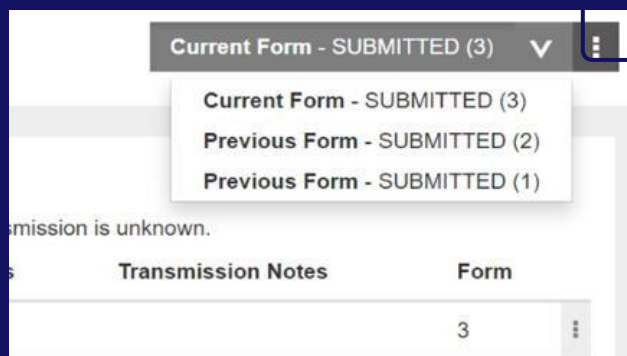 Current Form - SUBMITTED (3)
Current Form - SUBMITTED (3)
Previous Form - SUBMITTED (2)
Previous Form - SUBMITTED (1)
is unknown.
Transmission Notes Form
3